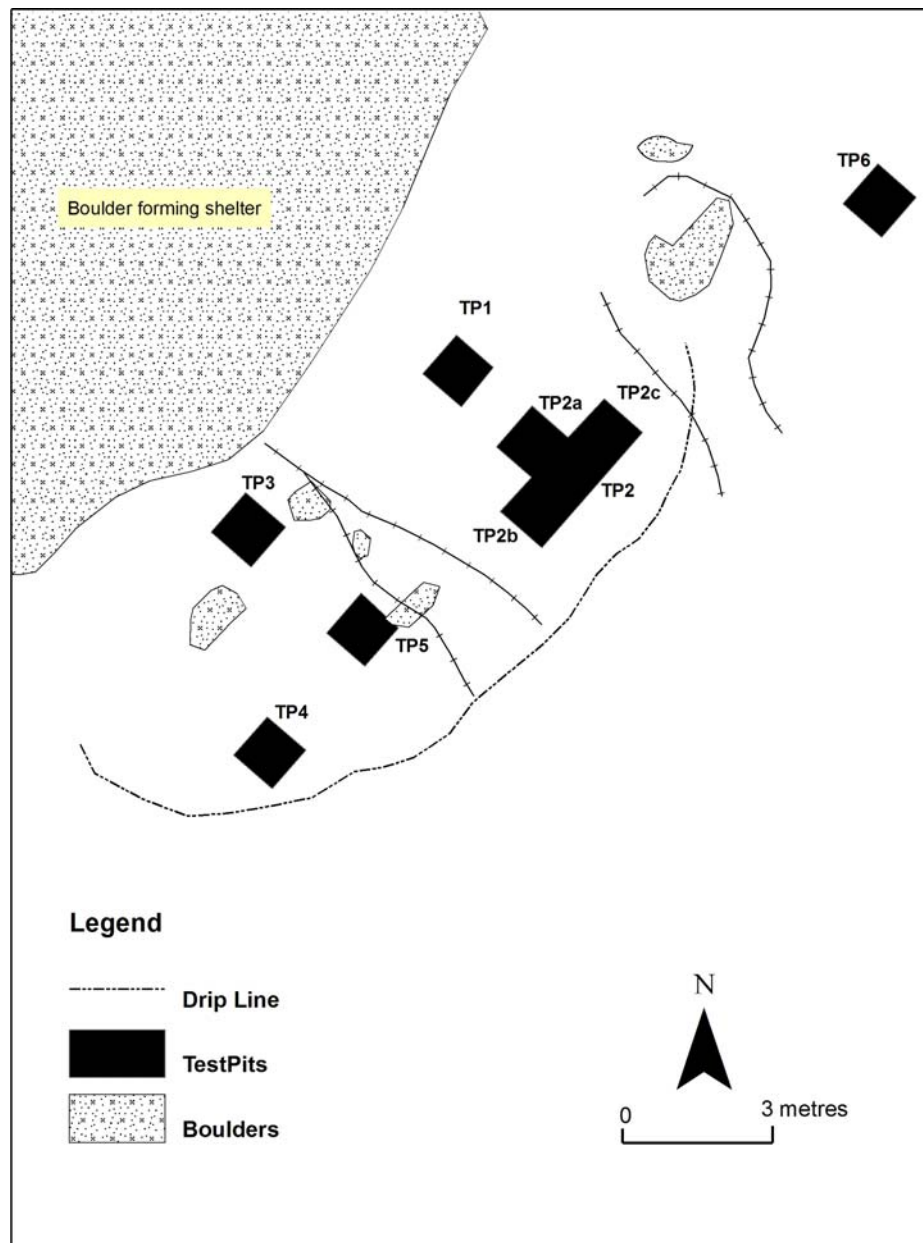 TP6
Boulder forming shelter
TP1
TP2a
TP2c
TP3
TP2
TP2b
TP5
TP4
Legend
Drip Line
TestPits
Boulders
N
0
3 metres